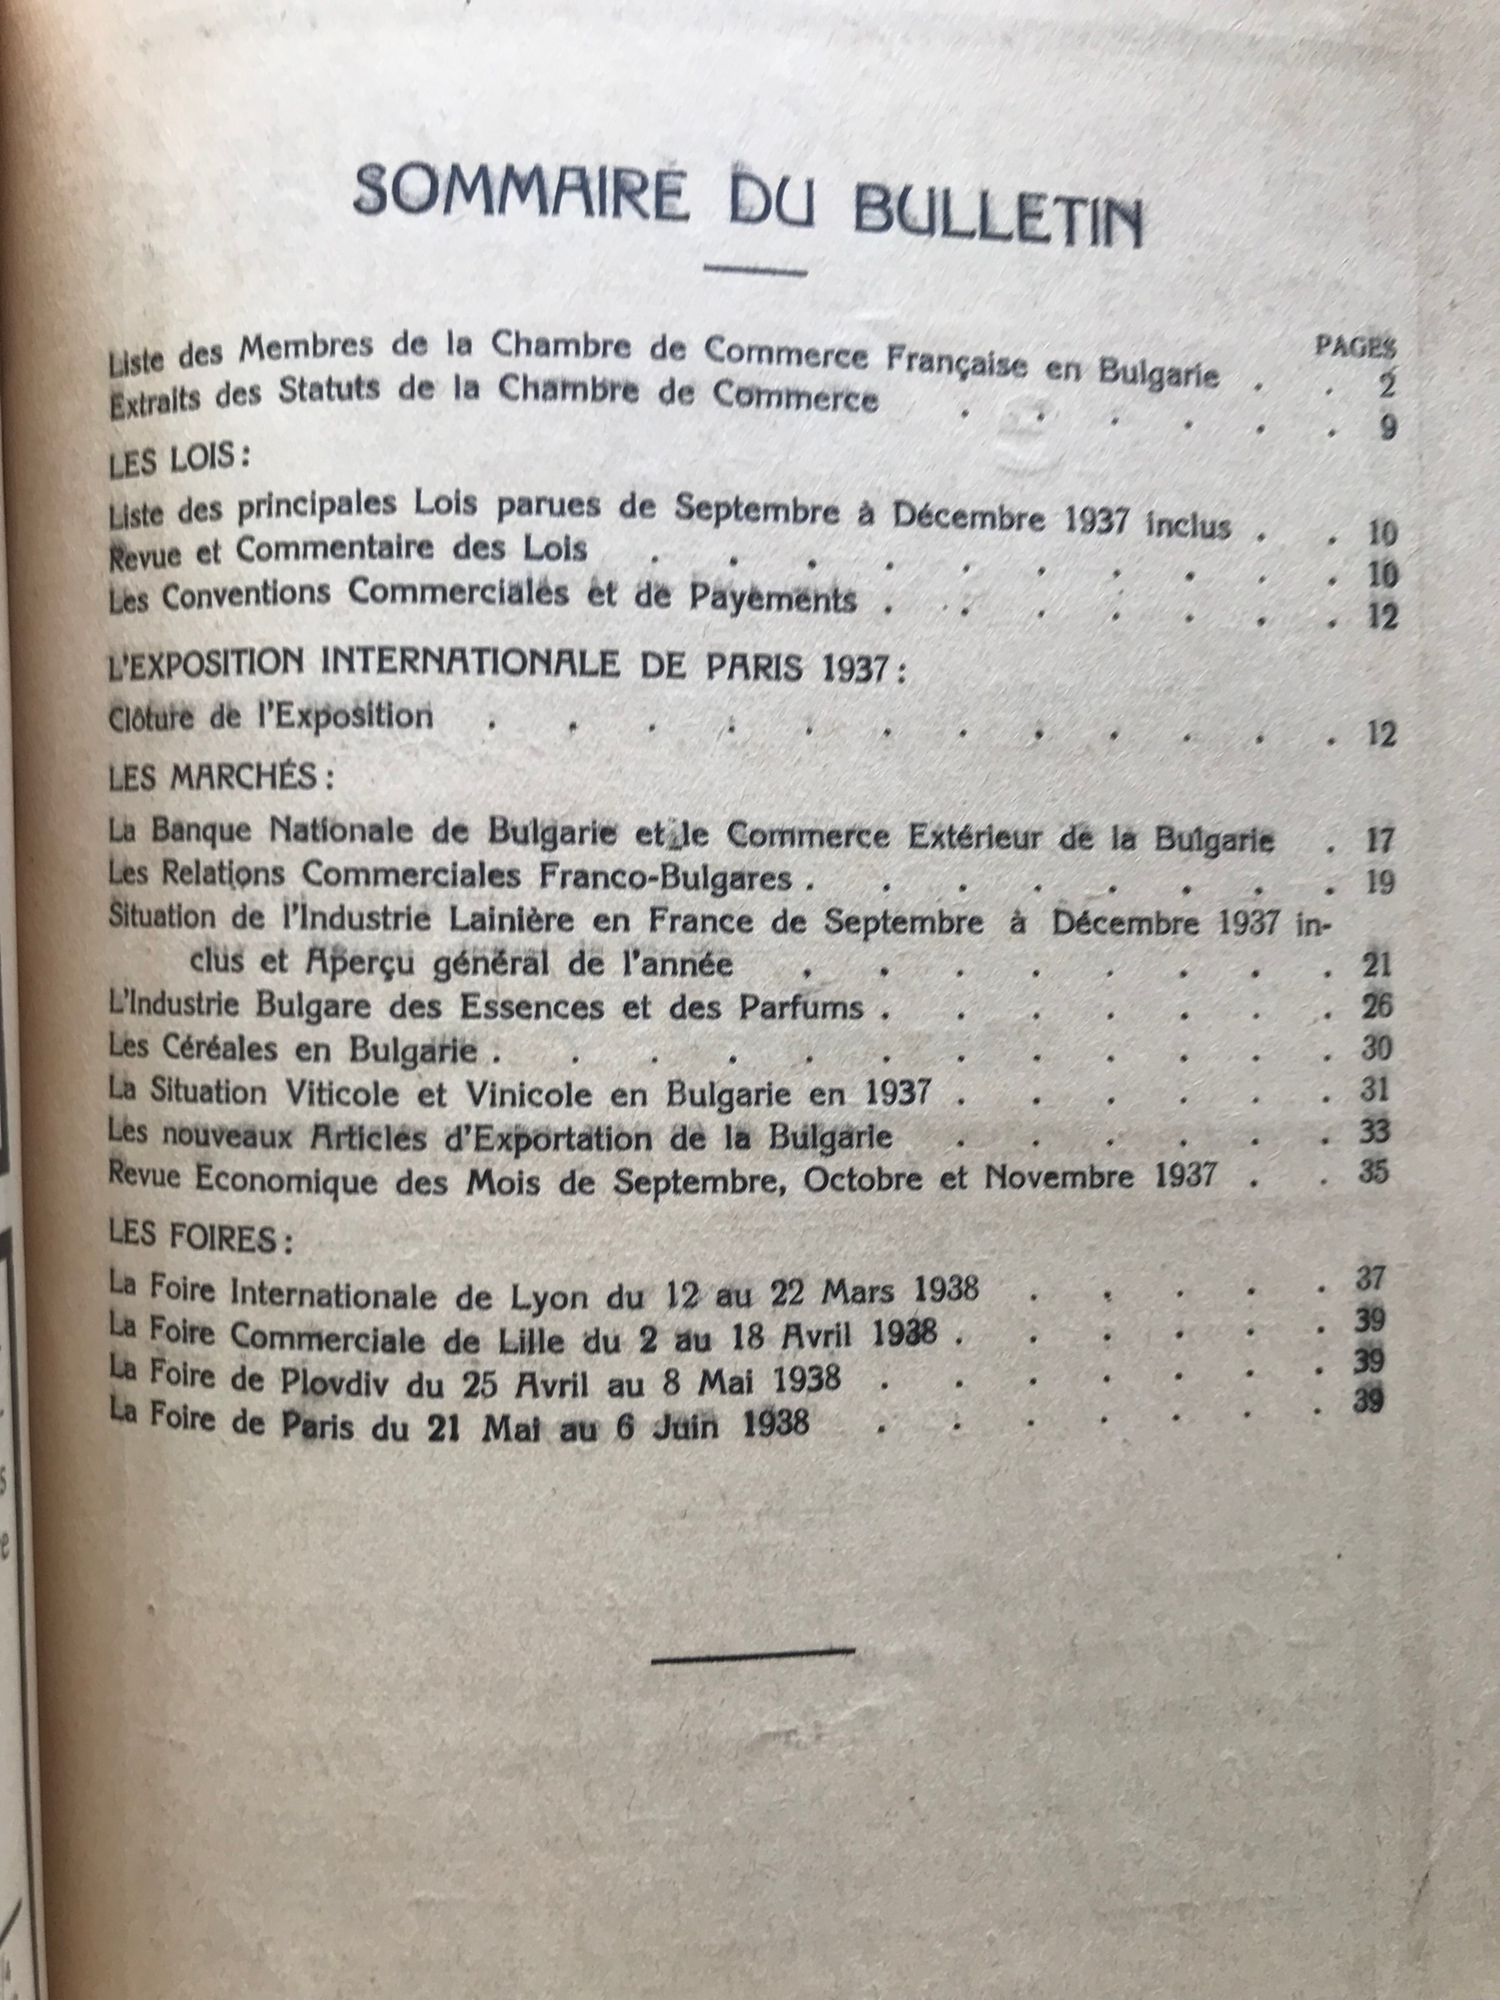 SOMMAIRE DU BULLETIN
PAGES
Liste des Membres de la Chambre de Commerce Française en Bulgarie . . 2
Extraits des Statuts de la Chambre de Commerce . . . . . . 9
LES LOIS :
Liste des principales Lois parues de Septembre à Décembre 1937 inclus . . 10
Revue et Commentaire des Lois . . . . . . . . . . 10
Les Conventions Commerciales et de Payements . . . . . . . 12
L'EXPOSITION INTERNATIONALE DE PARIS 1937 :
Clôture de l'Exposition . . . . . . . . . . . . 12
LES MARCHÉS :
La Banque Nationale de Bulgarie et le Commerce Extérieur de la Bulgarie . 17
Les Relations Commerciales Franco-Bulgares . . . . . . . . 19
Situation de l'Industrie Lainière en France de Septembre à Décembre 1937 in-
clus et Aperçu général de l'année . . . . . . . . 21
L'Industrie Bulgare des Essences et des Parfums . . . . . . . 26
Les Céréales en Bulgarie . . . . . . . . . . . . 30
La Situation Viticole et Vinicole en Bulgarie en 1937 . . . . . . 31
Les nouveaux Articles d'Exportation de la Bulgarie . . . . . . 33
Revue Economique des Mois de Septembre, Octobre et Novembre 1937 . . 35
LES FOIRES :
La Foire Internationale de Lyon du 12 au 22 Mars 1938 . . . . . 37
La Foire Commerciale de Lille du 2 au 18 Avril 1938 . . . . . . 39
La Foire de Plovdiv du 25 Avril au 8 Mai 1938 . . . . . . . 39
La Foire de Paris du 21 Mai au 6 Juin 1938 . . . . . . . 39